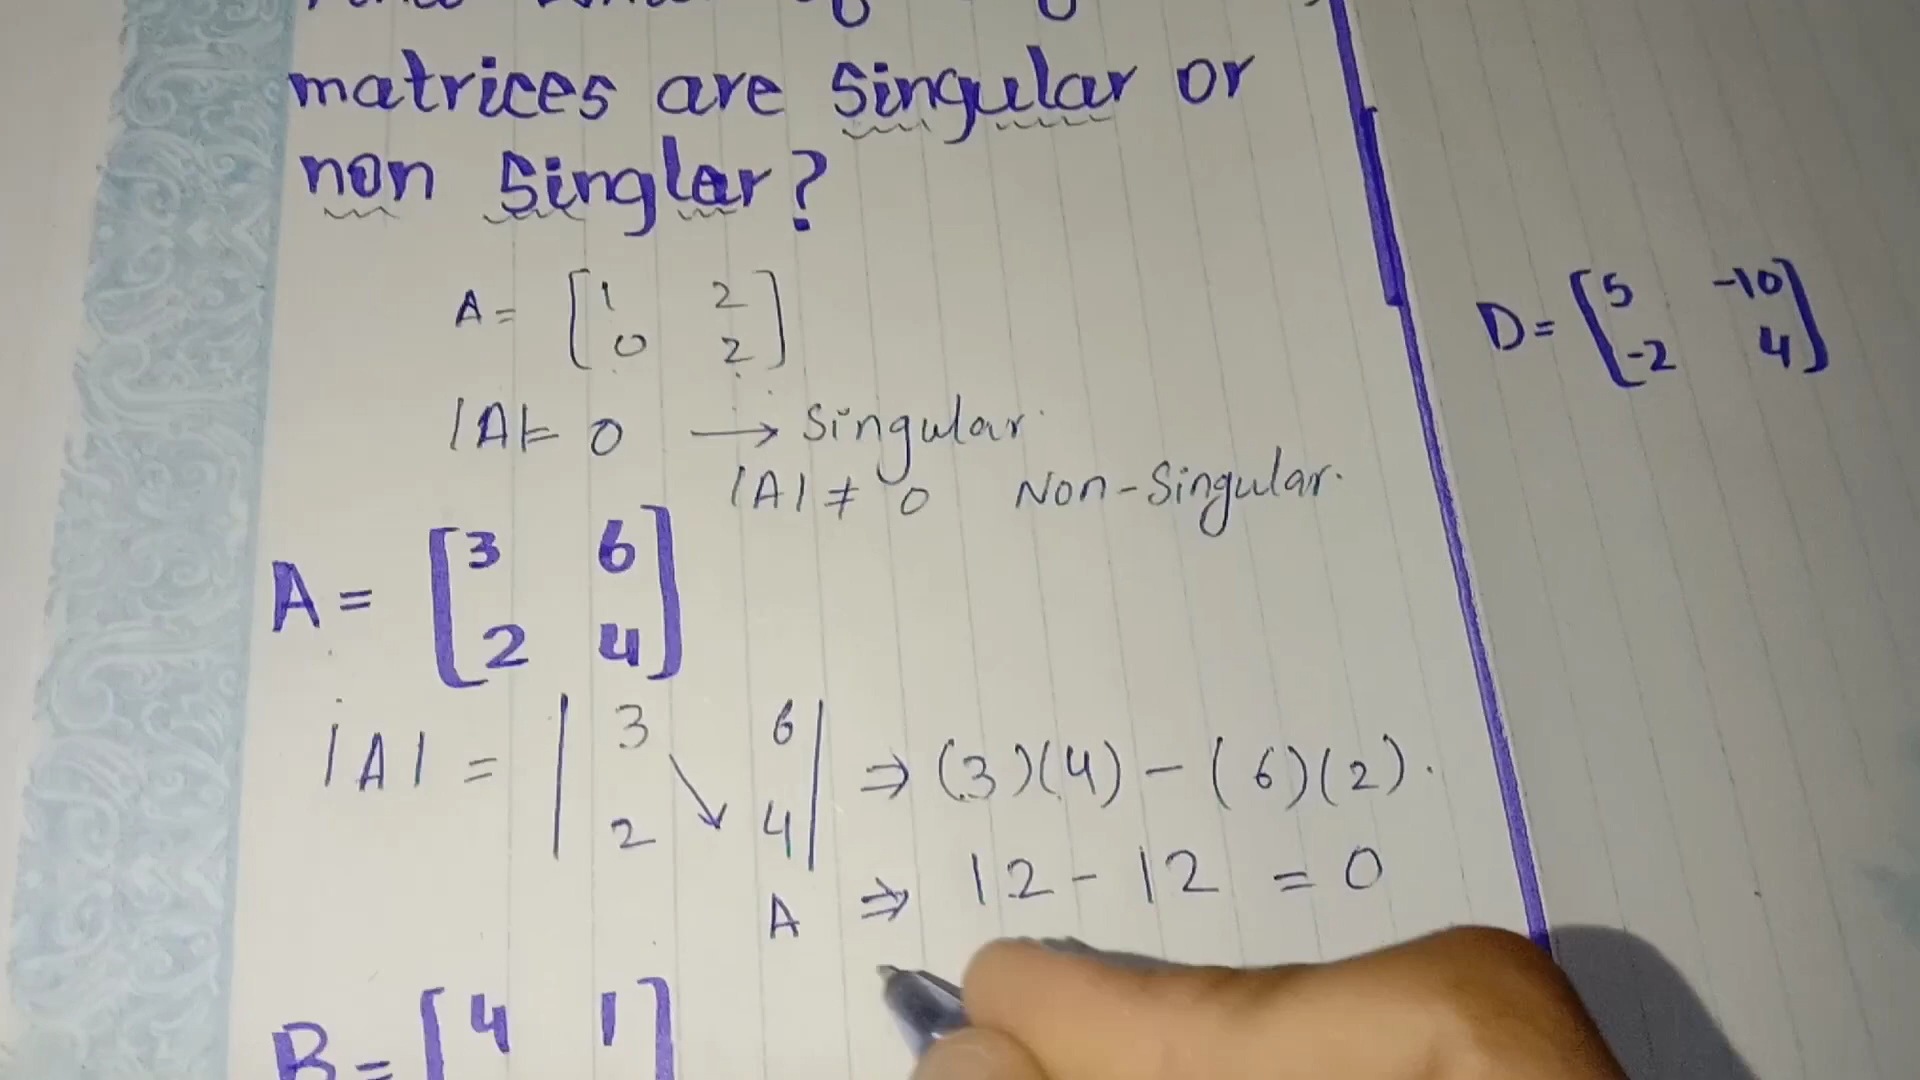 matrices are singular or
non Singlar?
A = [ 1 2
0 2 ]
|A| = 0 → Singular
|A| ≠ 0 Non-Singular.
A = [ 3 6
2 4 ]
|A| = | 3 6
2 4 | ⇒ (3)(4) - (6)(2).
A ⇒ 12 - 12 = 0
B = [ 4 1 ]
D = [ 5 -10
-2 4 ]